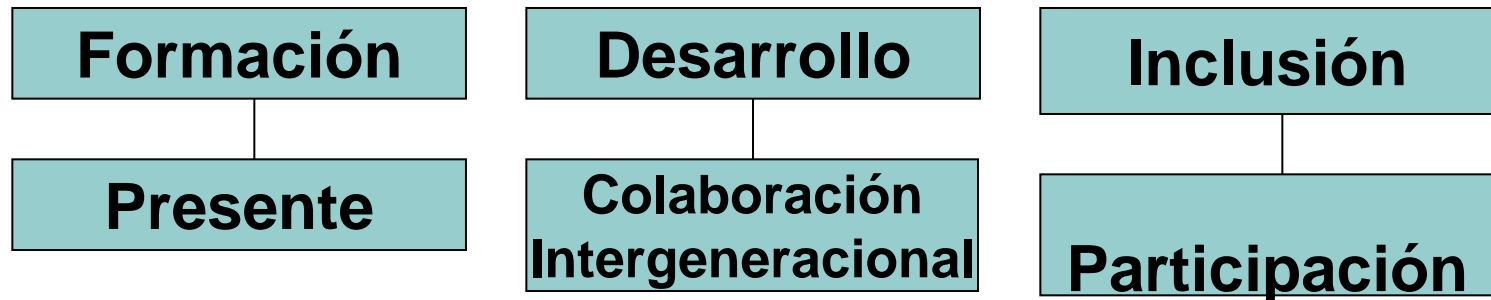 Formación
Presente
Desarrollo
Colaboración
Intergeneracional
Inclusión
Participación